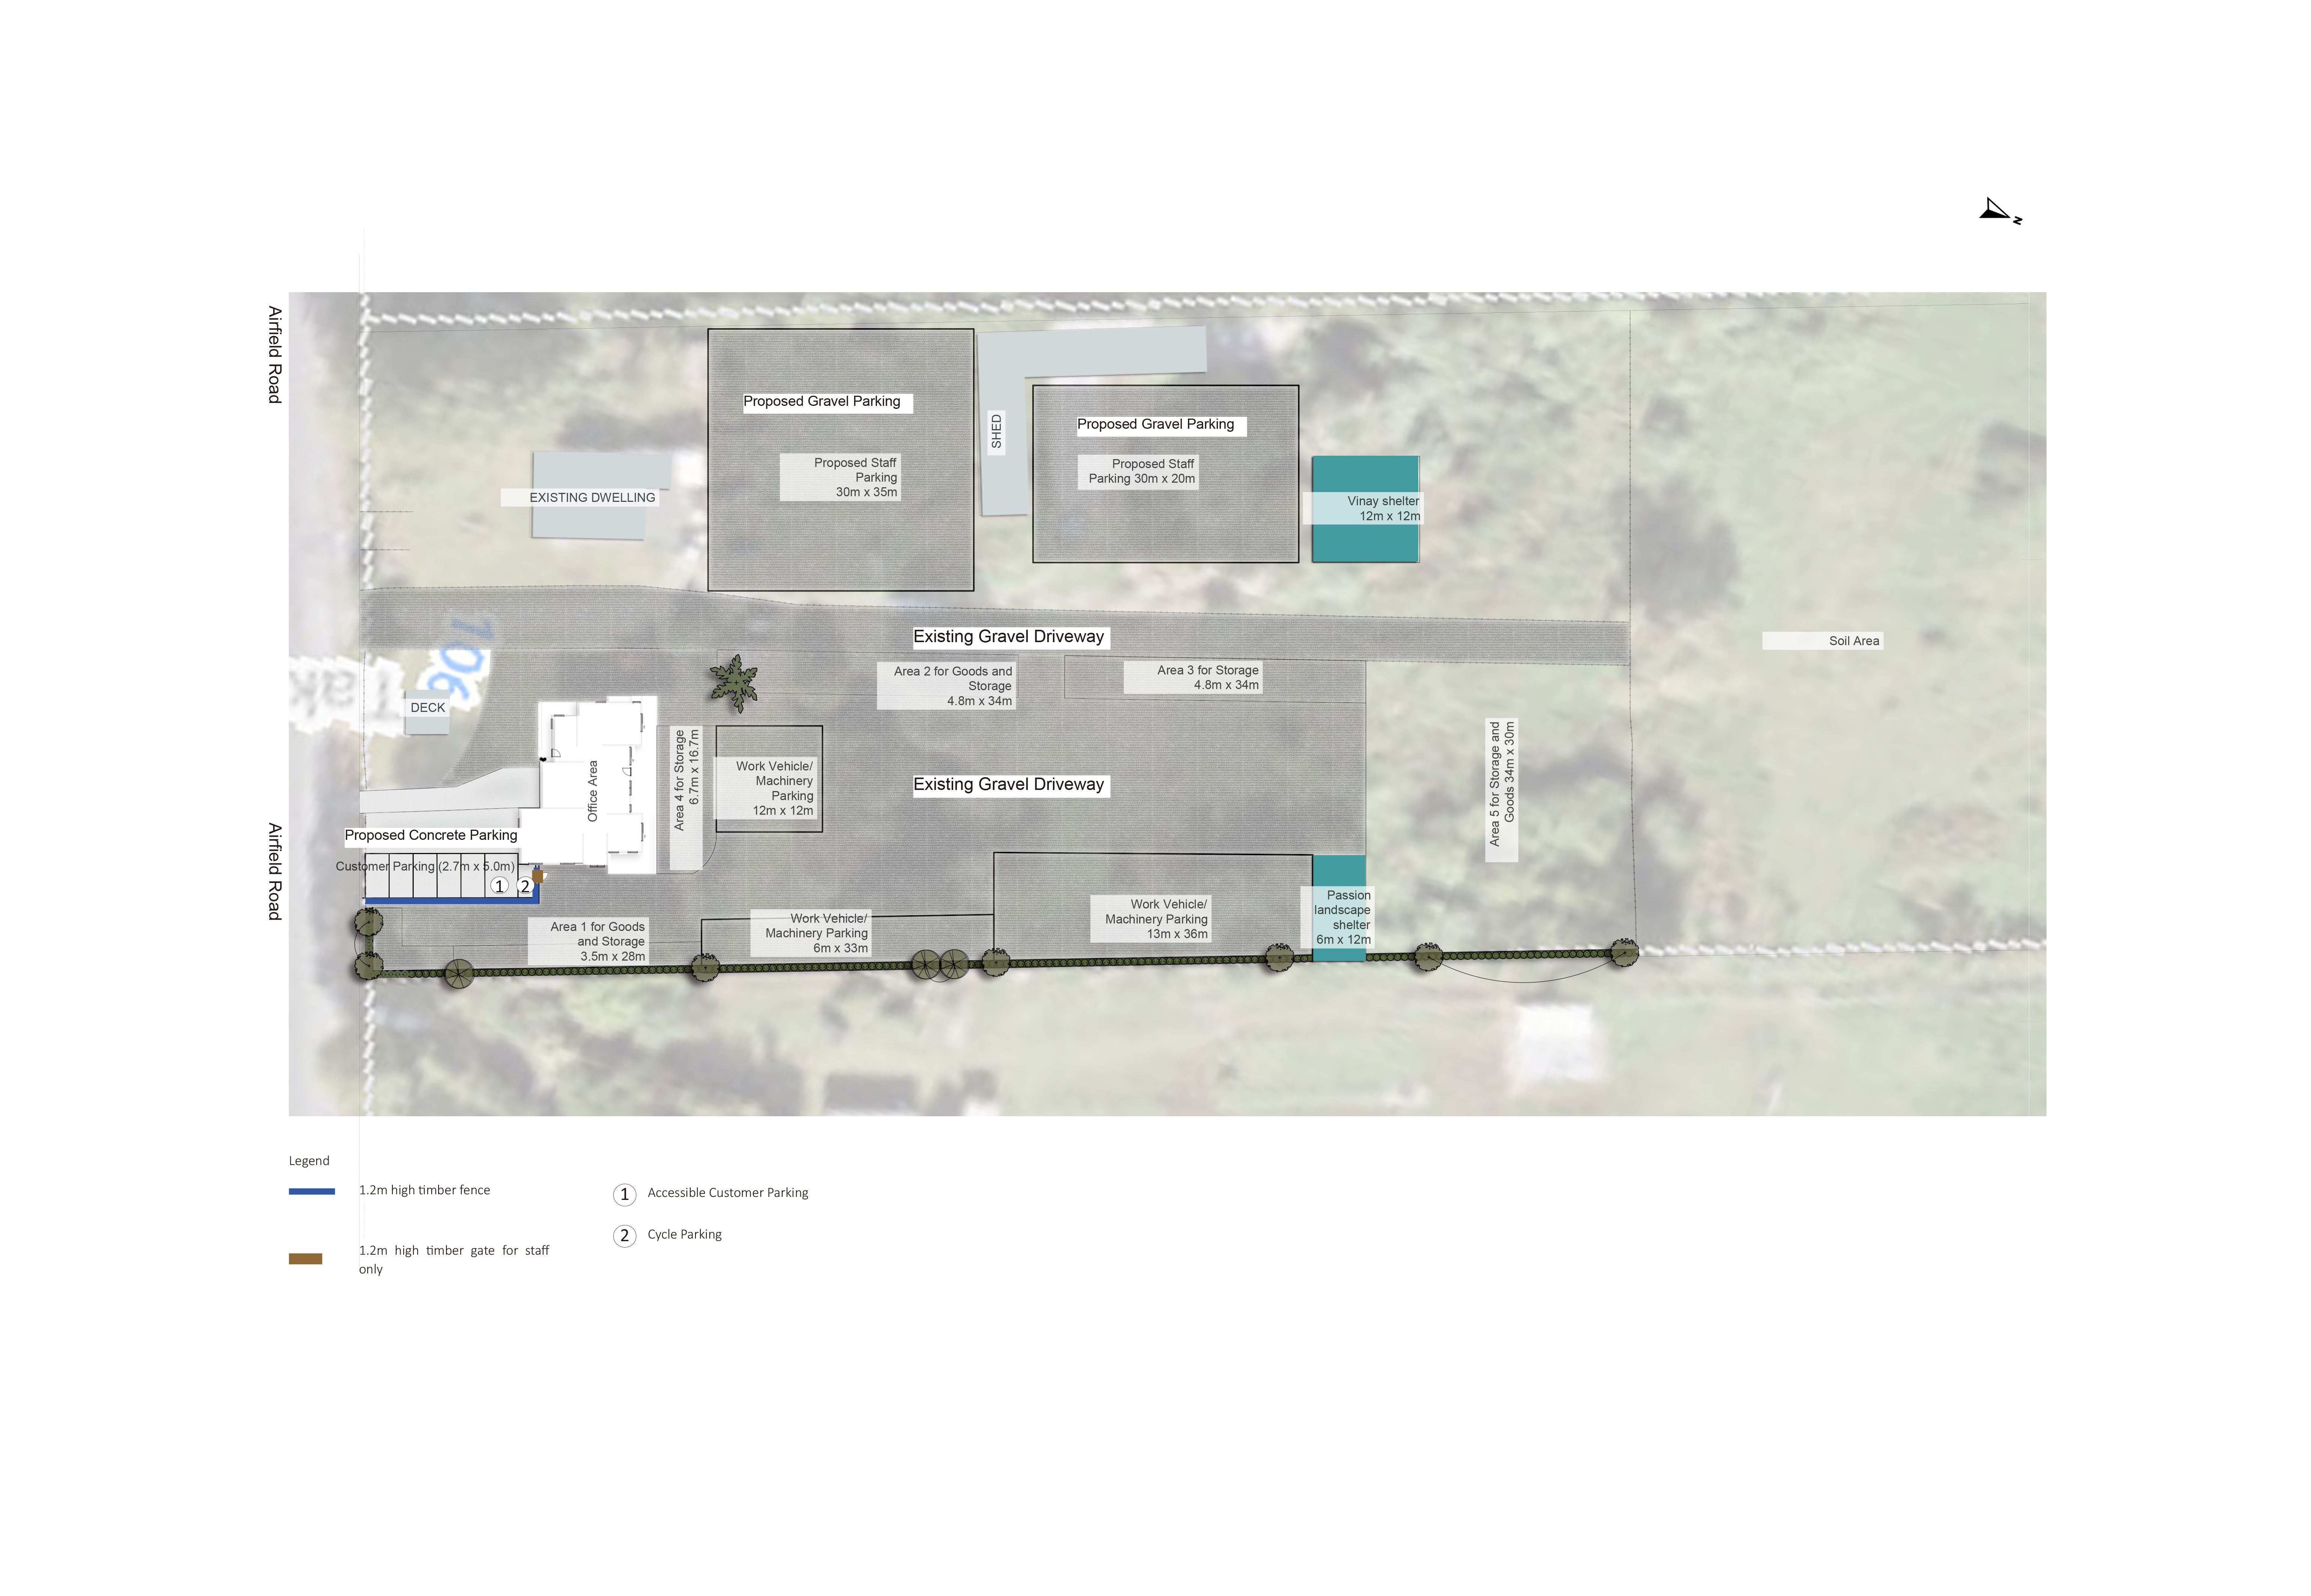 N
Airfield Road
Proposed Gravel Parking
Proposed Staff
Parking
30m x 35m
SHED
Proposed Gravel Parking
Proposed Staff
Parking 30m x 20m
EXISTING DWELLING
Vinay shelter
12m x 12m
106
Existing Gravel Driveway
Soil Area
Area 2 for Goods and
Storage
4.8m x 34m
Area 3 for Storage
4.8m x 34m
DECK
Office Area
Area 4 for Storage
6.7m x 16.7m
Work Vehicle/
Machinery
Parking
12m x 12m
Existing Gravel Driveway
Area 5 for Storage and
Goods 34m x 30m
Airfield Road
Proposed Concrete Parking
Customer Parking (2.7m x 5.0m)
1
2
Area 1 for Goods
and Storage
3.5m x 28m
Work Vehicle/
Machinery Parking
6m x 33m
Work Vehicle/
Machinery Parking
13m x 36m
Passion
landscape
shelter
6m x 12m
Legend
1.2m high timber fence
1.2m high timber gate for staff
only
1 Accessible Customer Parking
2 Cycle Parking